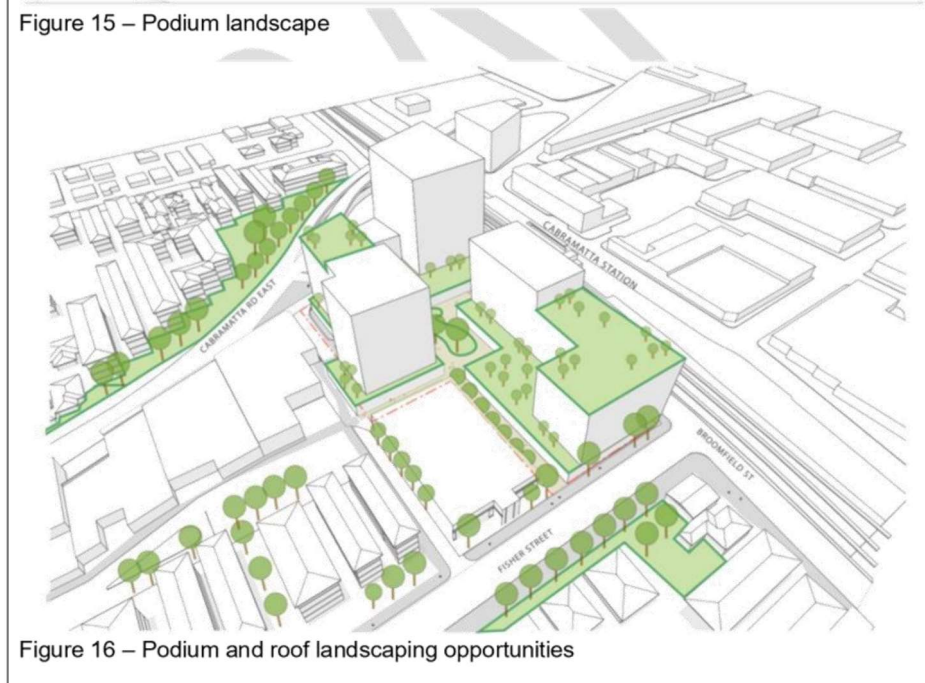 Figure 15 – Podium landscape
CABRAMATTA STATION
CABRAMATTA RD EAST
BROOMFIELD ST
FISHER STREET
Figure 16 – Podium and roof landscaping opportunities